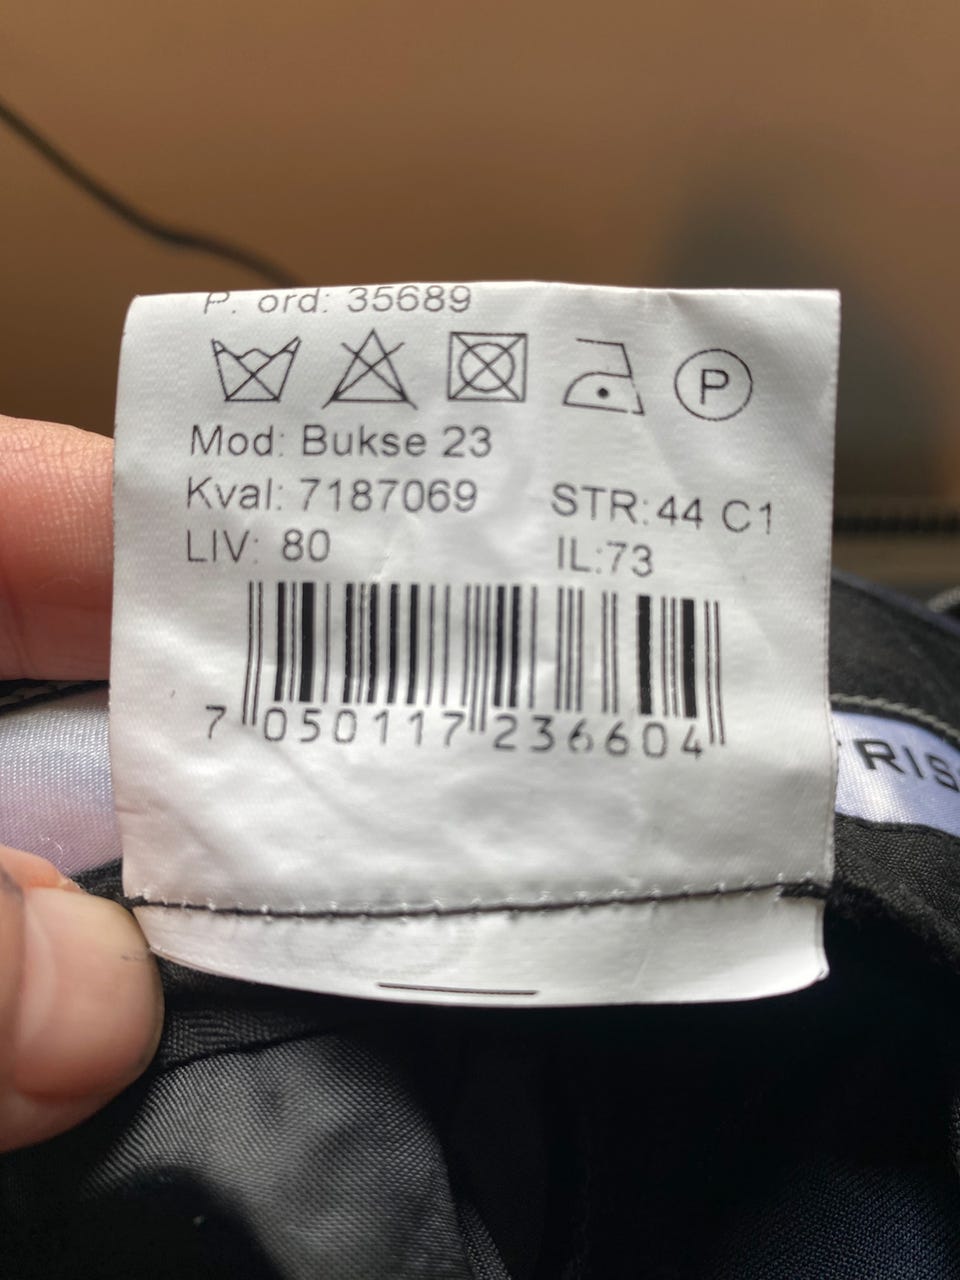 P. ord: 35689
P
Mod: Bukse 23
Kval: 7187069 STR:44 C1
LIV: 80 IL:73
7 050117 236604